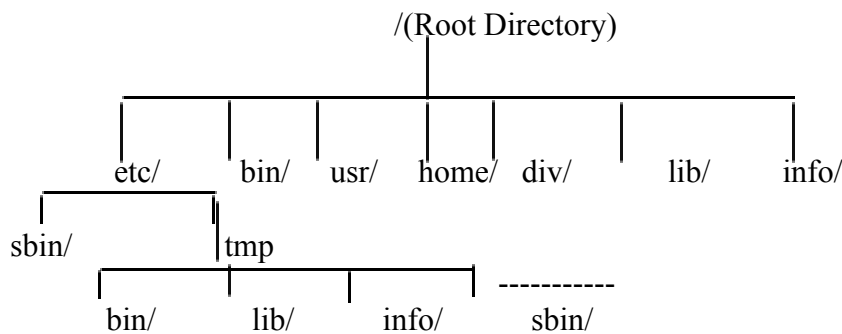 /(Root Directory)
etc/ bin/ usr/ home/ div/ lib/ info/
sbin/ tmp
-----------
bin/ lib/ info/ sbin/